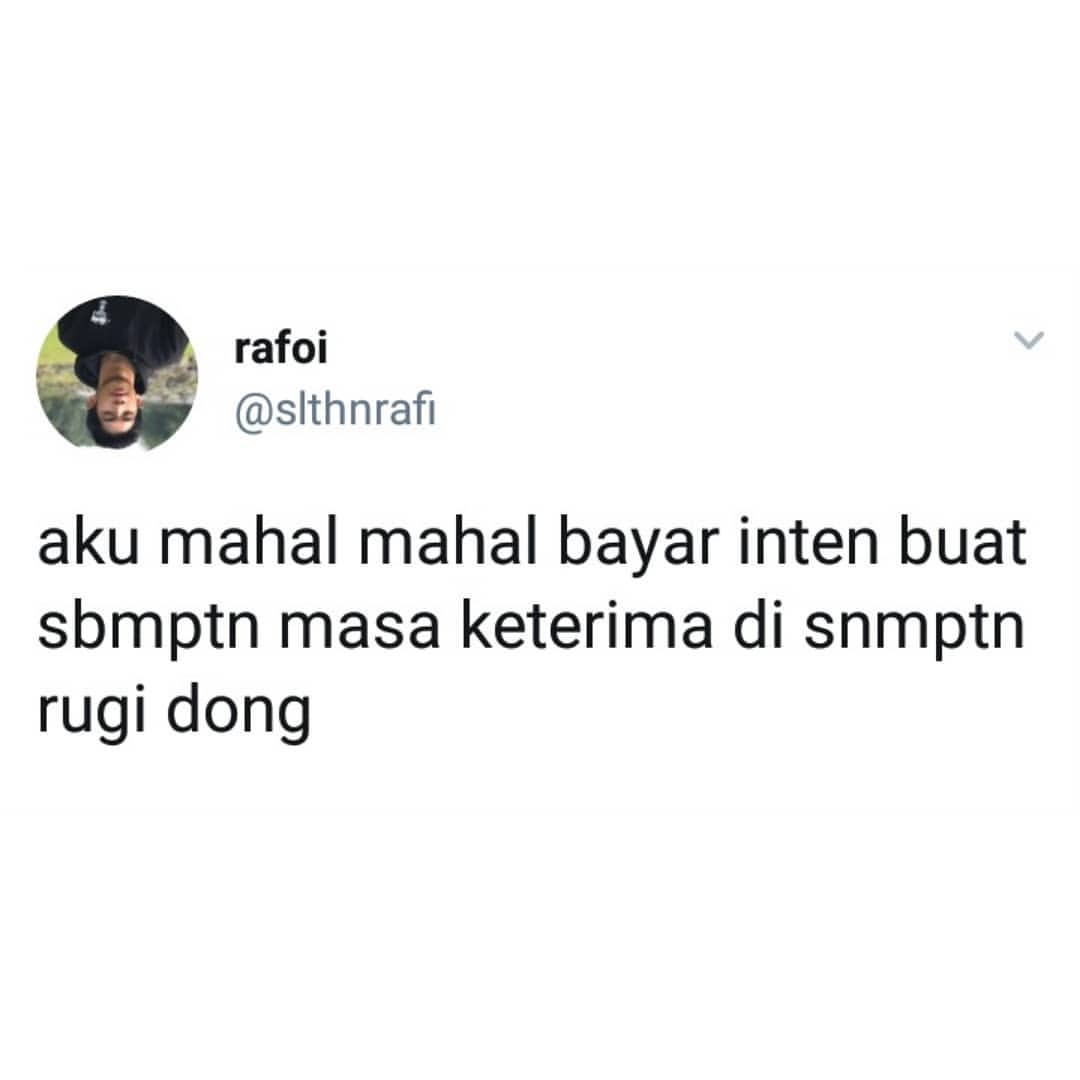 rafoi
@slthnrafi
aku mahal mahal bayar inten buat
sbmptn masa keterima di snmptn
rugi dong